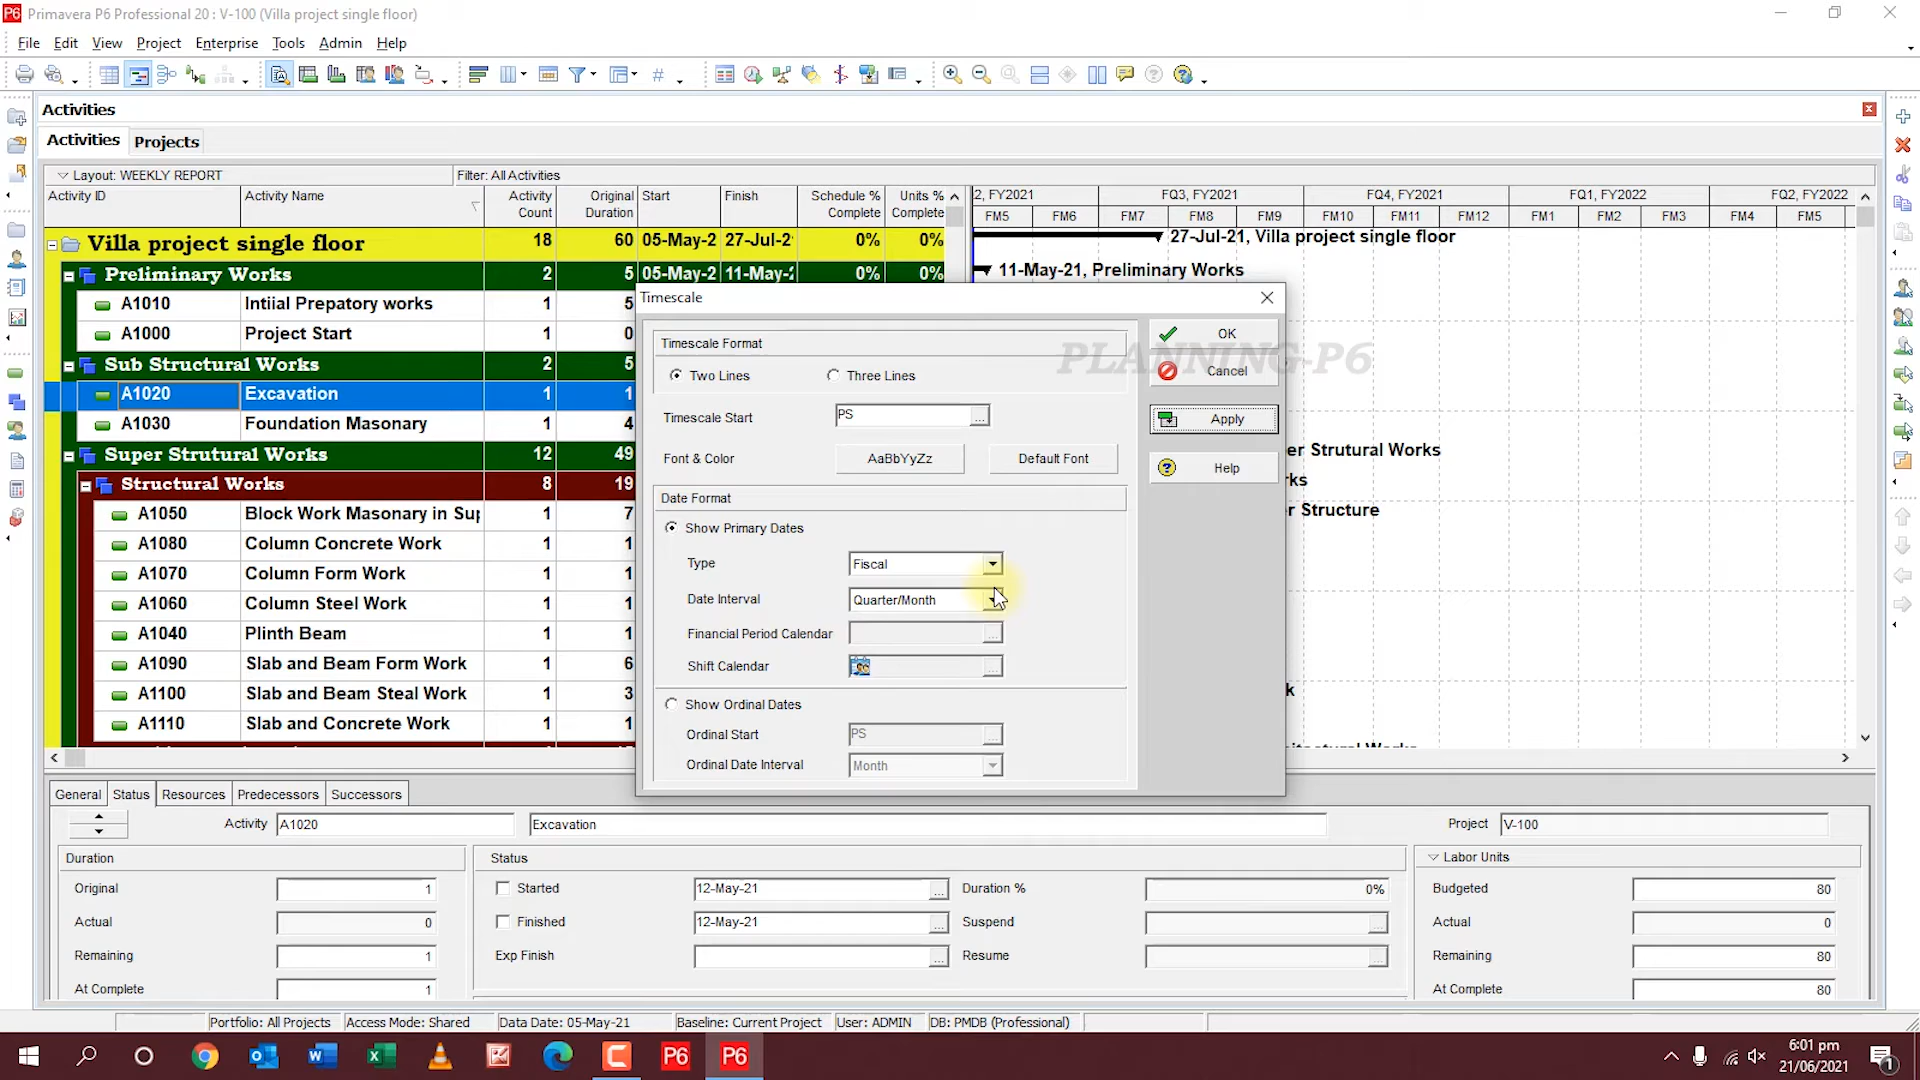 P6 Primavera P6 Professional 20 : V-100 (Villa project single floor)
File Edit View Project Enterprise Tools Admin Help
Activities
Activities Projects
Layout: WEEKLY REPORT Filter: All Activities
Activity ID Activity Name Activity Count Original Duration Start Finish Schedule % Complete Units % Complete
2, FY2021 FQ3, FY2021 FQ4, FY2021 FQ1, FY2022 FQ2, FY2022
FM5 FM6 FM7 FM8 FM9 FM10 FM11 FM12 FM1 FM2 FM3 FM4 FM5
Villa project single floor 18 60 05-May-2 27-Jul-2 0% 0%
27-Jul-21, Villa project single floor
Preliminary Works 2 5 05-May-2 11-May-2 0% 0%
11-May-21, Preliminary Works
A1010 Intiial Prepatory works 1 5
A1000 Project Start 1 0
Sub Structural Works 2 5
A1020 Excavation 1 1
A1030 Foundation Masonary 1 4
Super Strutural Works 12 49
er Strutural Works
Structural Works 8 19
rks
A1050 Block Work Masonary in Sup 1 7
er Structure
A1080 Column Concrete Work 1 1
A1070 Column Form Work 1 1
A1060 Column Steel Work 1 1
A1040 Plinth Beam 1 1
A1090 Slab and Beam Form Work 1 6
A1100 Slab and Beam Steal Work 1 3
k
A1110 Slab and Concrete Work 1 1
Timescale
Timescale Format
Two Lines Three Lines
Timescale Start PS
Font & Color AaBbYyZz Default Font
Date Format
Show Primary Dates
Type Fiscal
Date Interval Quarter/Month
Financial Period Calendar
Shift Calendar
Show Ordinal Dates
Ordinal Start PS
Ordinal Date Interval Month
OK
Cancel
Apply
Help
PLANNING-P6
General Status Resources Predecessors Successors
Activity A1020 Excavation Project V-100
Duration Status Labor Units
Original 1 Started 12-May-21 Duration % 0% Budgeted 80
Actual 0 Finished 12-May-21 Suspend Actual 0
Remaining 1 Exp Finish Resume Remaining 80
At Complete 1 At Complete 80
Portfolio: All Projects Access Mode: Shared Data Date: 05-May-21 Baseline: Current Project User: ADMIN DB: PMDB (Professional)
P6 P6
6:01 pm
21/06/2021
1